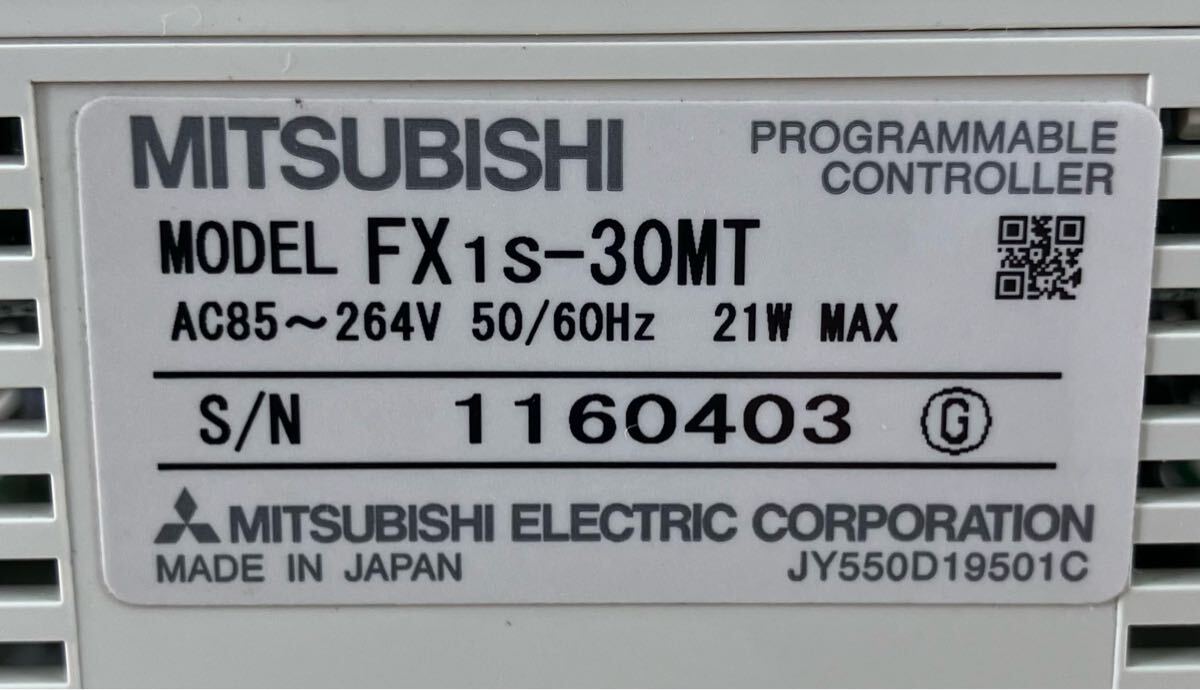 MITSUBISHI
PROGRAMMABLE
CONTROLLER
MODEL FX1S-30MT
AC85～264V 50/60Hz 21W MAX
S/N 1160403 Ⓖ
MITSUBISHI ELECTRIC CORPORATION
MADE IN JAPAN JY550D19501C